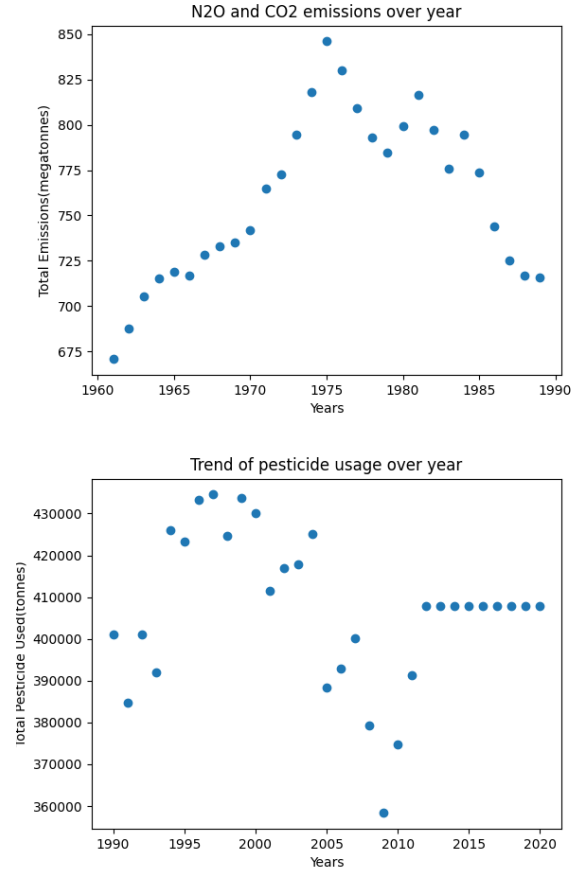 N2O and CO2 emissions over year
850
825
800
775
750
725
700
675
Total Emissions(megatonnes)
1960 1965 1970 1975 1980 1985 1990
Years
Trend of pesticide usage over year
430000
420000
410000
400000
390000
380000
370000
360000
Total Pesticide Used(tonnes)
1990 1995 2000 2005 2010 2015 2020
Years